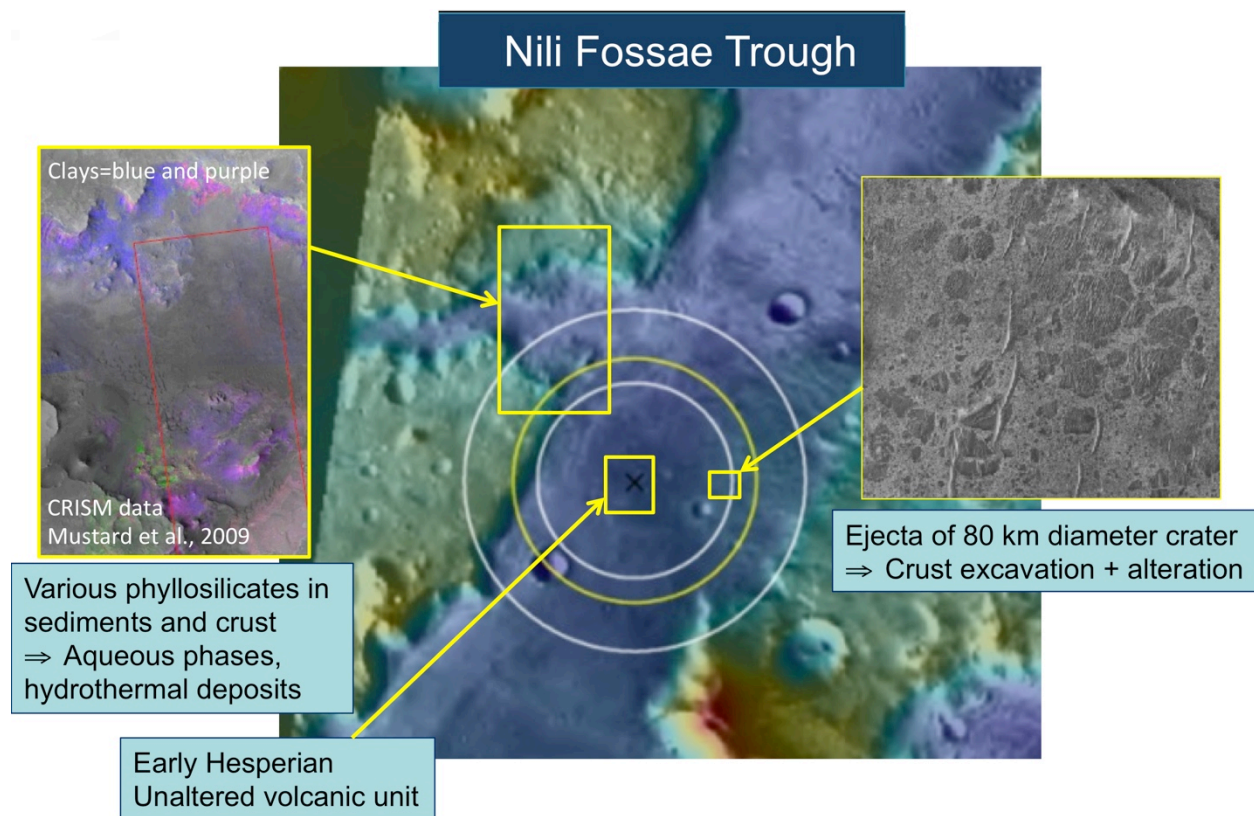 Nili Fossae Trough
Clays=blue and purple
CRISM data
Mustard et al., 2009
Various phyllosilicates in
sediments and crust
⇒ Aqueous phases,
hydrothermal deposits
Ejecta of 80 km diameter crater
⇒ Crust excavation + alteration
Early Hesperian
Unaltered volcanic unit